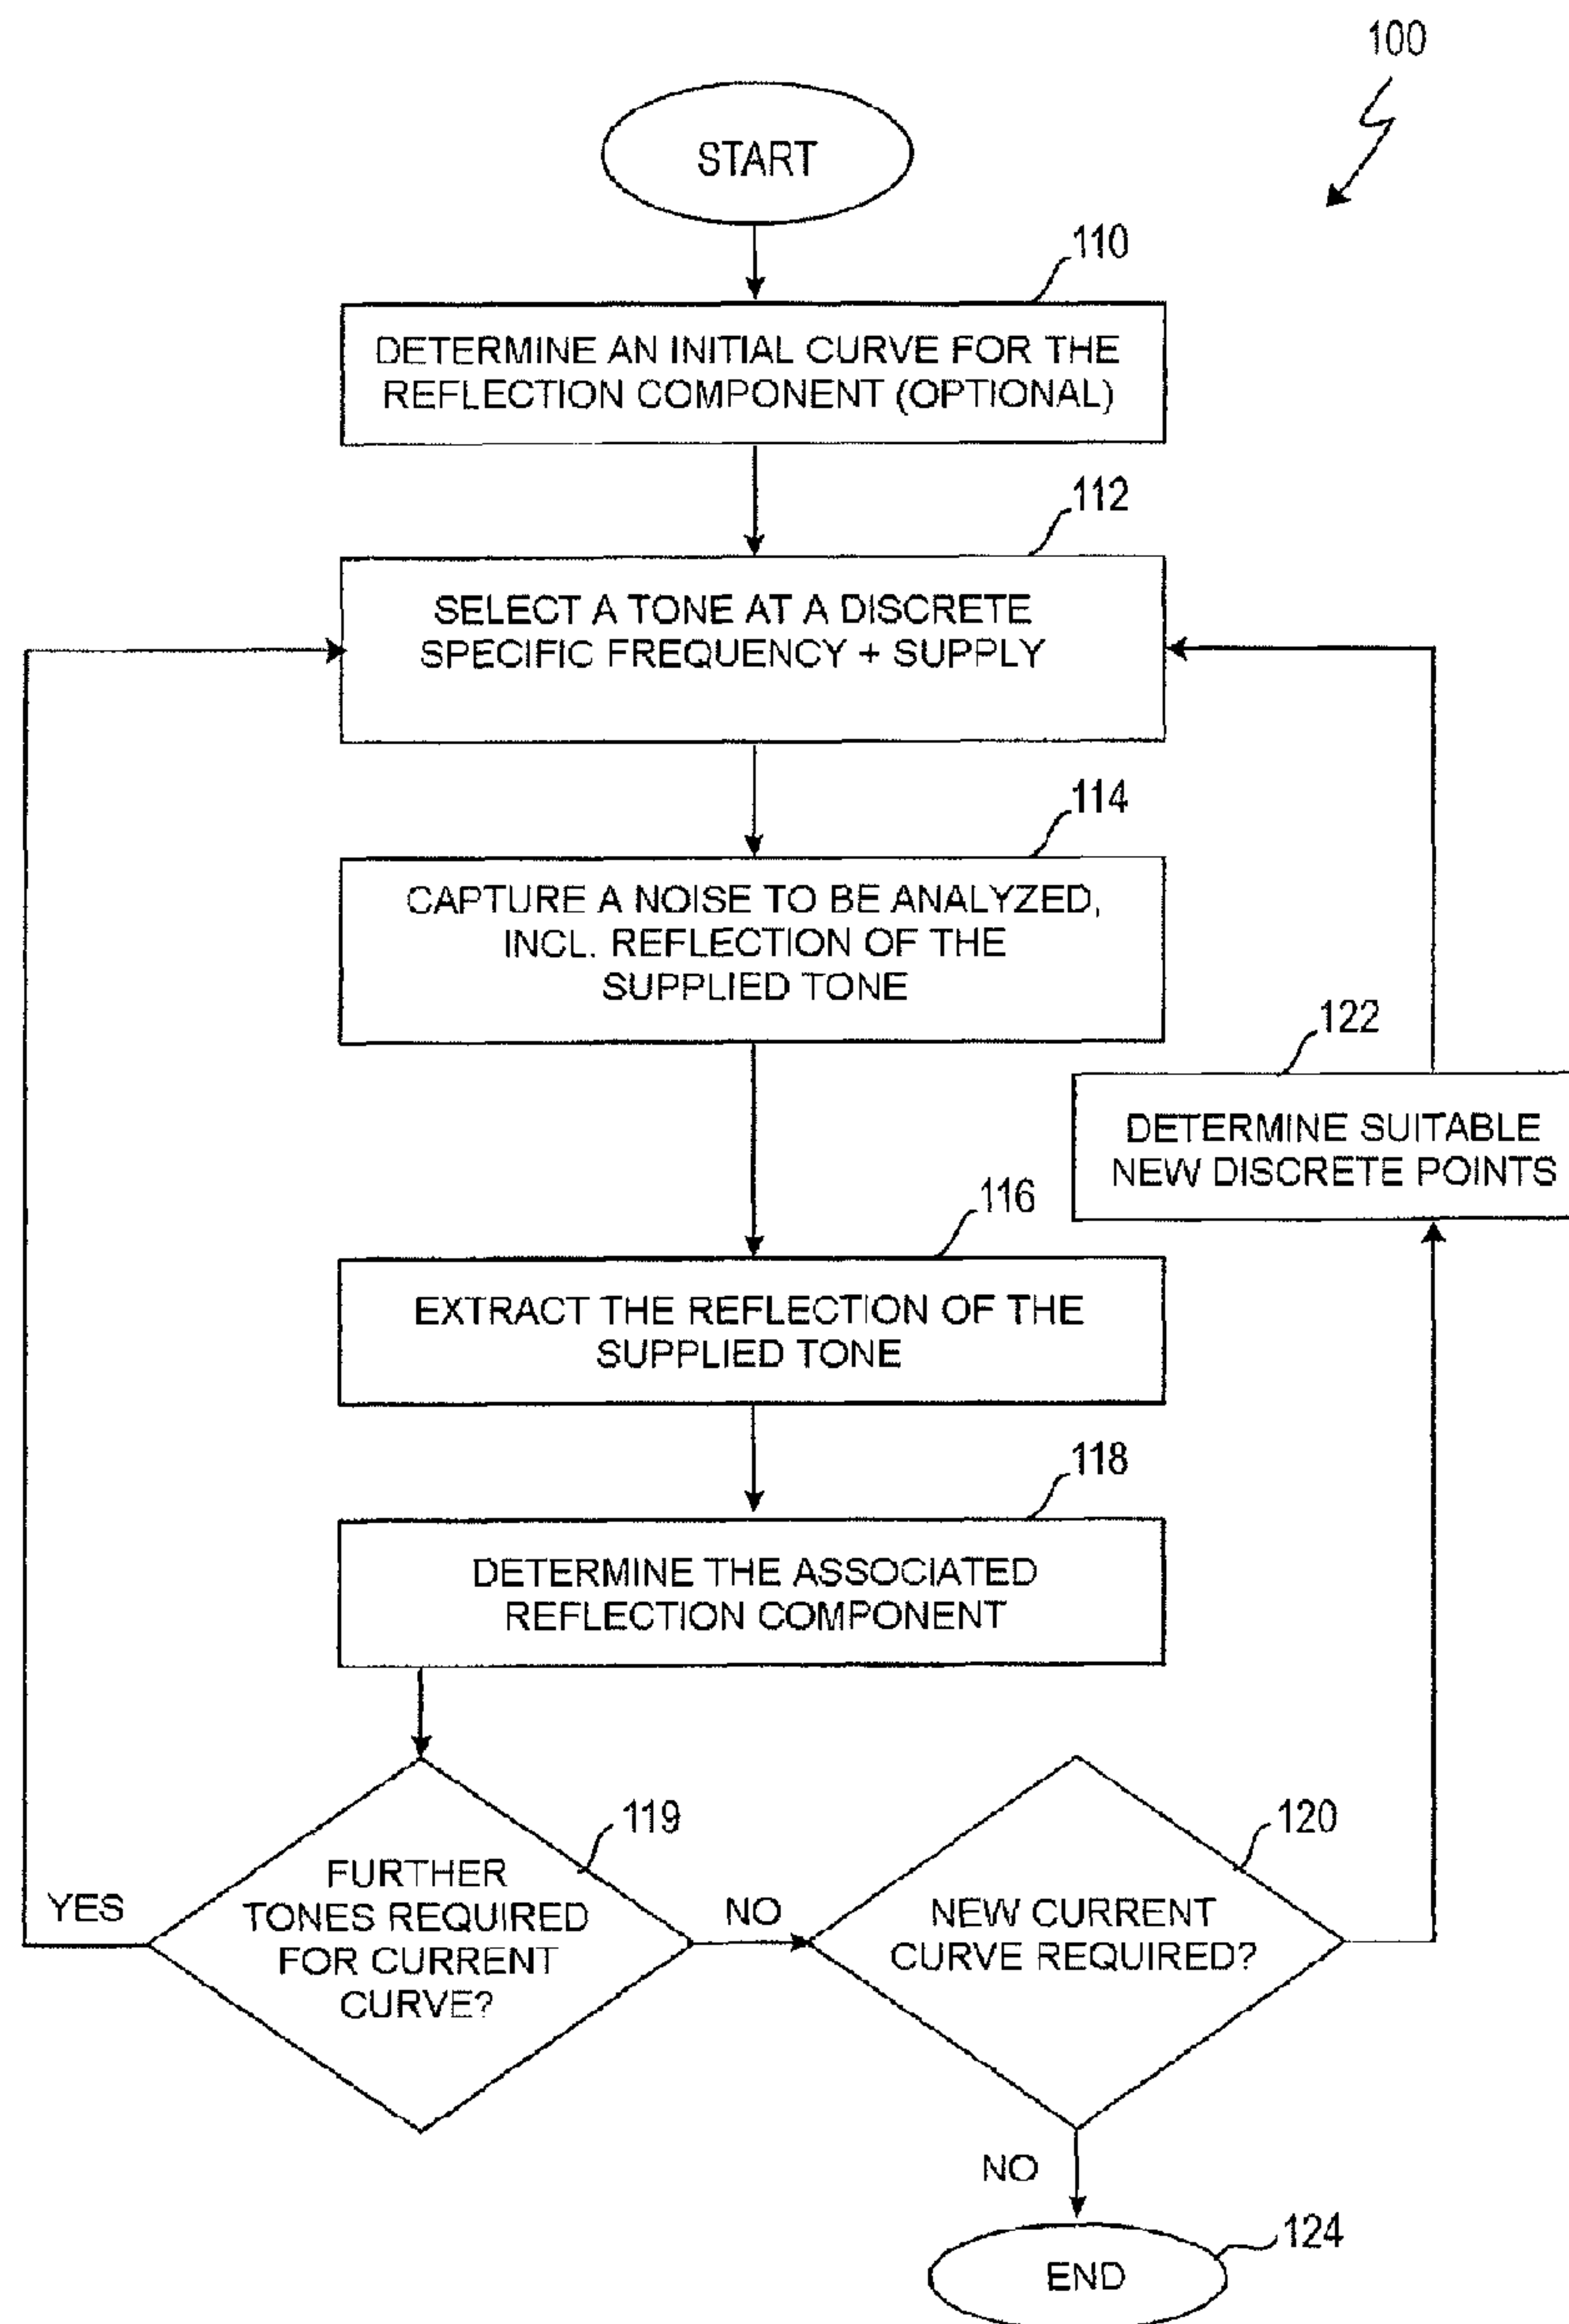 100
START
110
DETERMINE AN INITIAL CURVE FOR THE
REFLECTION COMPONENT (OPTIONAL)
112
SELECT A TONE AT A DISCRETE
SPECIFIC FREQUENCY + SUPPLY
114
CAPTURE A NOISE TO BE ANALYZED,
INCL. REFLECTION OF THE
SUPPLIED TONE
122
DETERMINE SUITABLE
NEW DISCRETE POINTS
116
EXTRACT THE REFLECTION OF THE
SUPPLIED TONE
118
DETERMINE THE ASSOCIATED
REFLECTION COMPONENT
119
FURTHER
TONES REQUIRED
FOR CURRENT
CURVE?
YES
NO
120
NEW CURRENT
CURVE REQUIRED?
NO
124
END